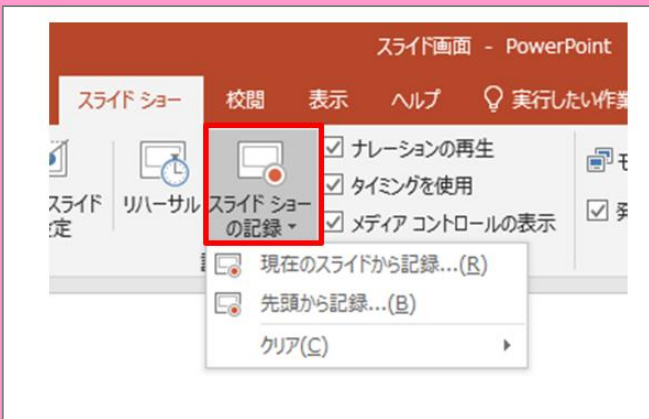 スライド画面 - PowerPoint
スライド ショー 校閲 表示 ヘルプ 実行したい作業
スライド
定
リハーサル
スライド ショー
の記録
ナレーションの再生
タイミングを使用
メディア コントロールの表示
モ
発
現在のスライドから記録...(R)
先頭から記録...(B)
クリア(C)